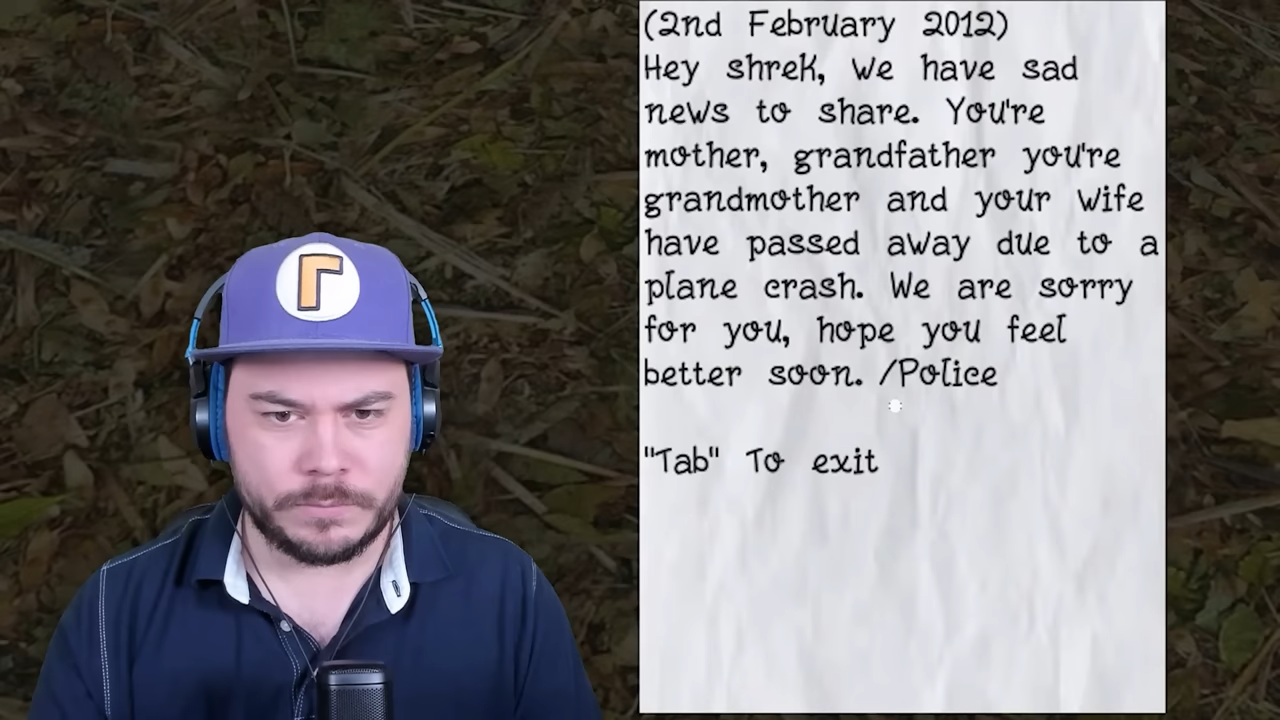 (2nd February 2012)
Hey shrek, we have sad
news to share. You're
mother, grandfather you're
grandmother and your wife
have passed away due to a
plane crash. We are sorry
for you, hope you feel
better soon. /Police
"Tab" To exit